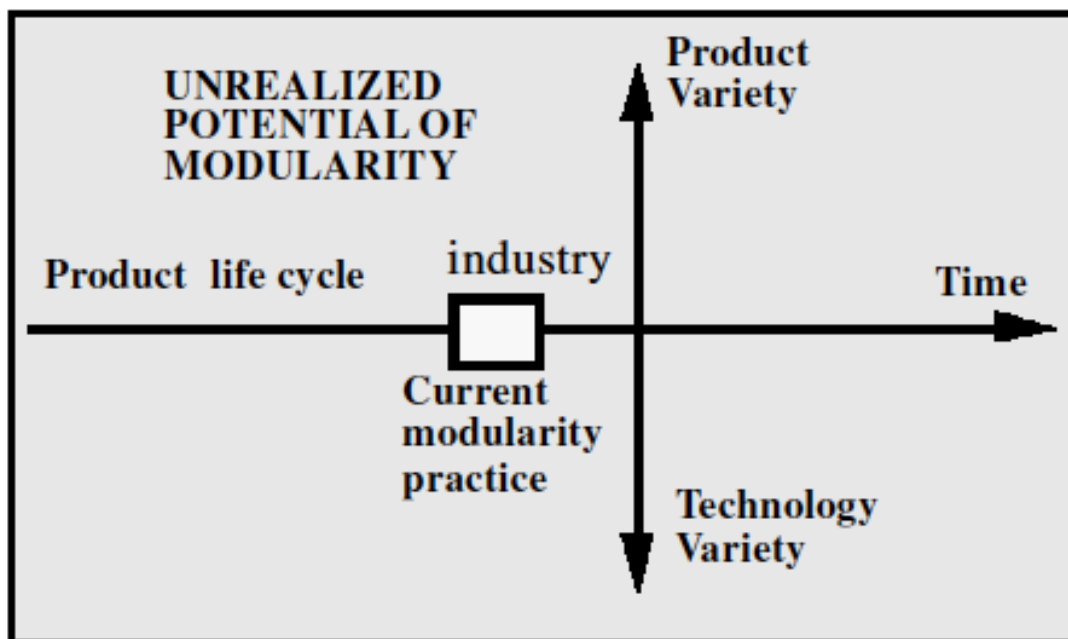 Product
Variety
UNREALIZED
POTENTIAL OF
MODULARITY
industry
Product life cycle
Time
Current
modularity
practice
Technology
Variety